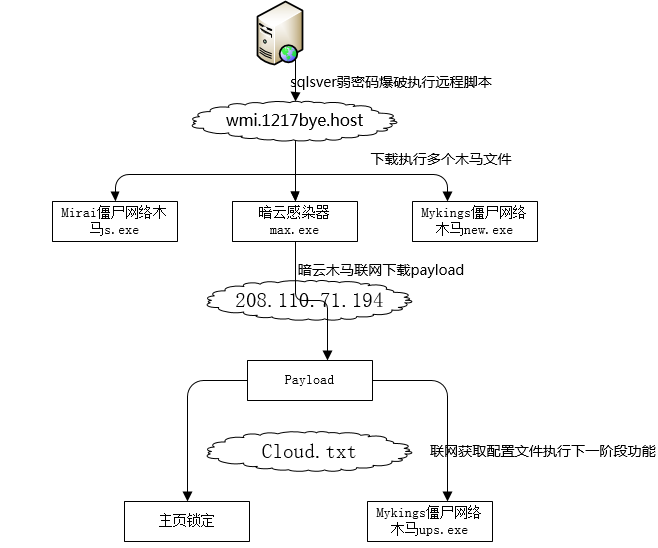 sqlsver弱密码爆破执行远程脚本
wmi.1217bye.host
下载执行多个木马文件
Mirai僵尸网络木
马s.exe
暗云感染器
max.exe
Mykings僵尸网络
木马new.exe
暗云木马联网下载payload
208.110.71.194
Payload
Cloud.txt
联网获取配置文件执行下一阶段功能
主页锁定
Mykings僵尸网络
木马ups.exe